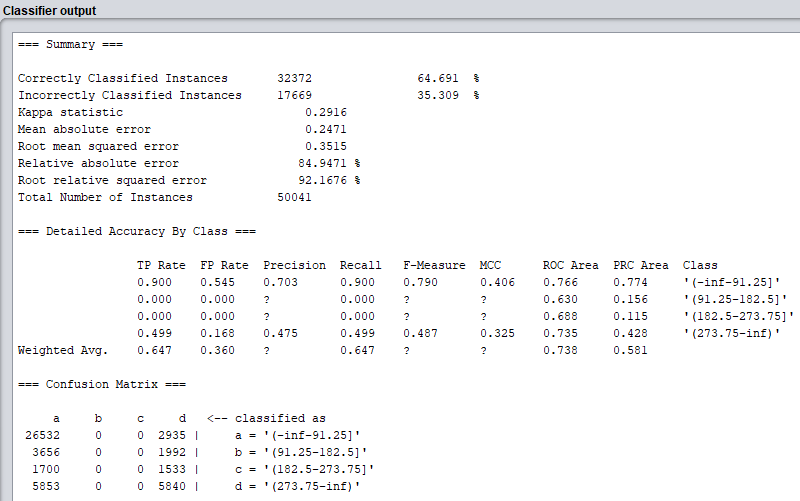 Classifier output
=== Summary ===
Correctly Classified Instances 32372 64.691 %
Incorrectly Classified Instances 17669 35.309 %
Kappa statistic 0.2916
Mean absolute error 0.2471
Root mean squared error 0.3515
Relative absolute error 84.9471 %
Root relative squared error 92.1676 %
Total Number of Instances 50041
=== Detailed Accuracy By Class ===
TP Rate FP Rate Precision Recall F-Measure MCC ROC Area PRC Area Class
0.900 0.545 0.703 0.900 0.790 0.406 0.766 0.774 '(-inf-91.25]'
0.000 0.000 ? 0.000 ? ? 0.630 0.156 '(91.25-182.5]'
0.000 0.000 ? 0.000 ? ? 0.688 0.115 '(182.5-273.75]'
0.499 0.168 0.475 0.499 0.487 0.325 0.735 0.428 '(273.75-inf)'
Weighted Avg. 0.647 0.360 ? 0.647 ? ? 0.738 0.581
=== Confusion Matrix ===
a b c d <-- classified as
26532 0 0 2935 | a = '(-inf-91.25]'
3656 0 0 1992 | b = '(91.25-182.5]'
1700 0 0 1533 | c = '(182.5-273.75]'
5853 0 0 5840 | d = '(273.75-inf)'